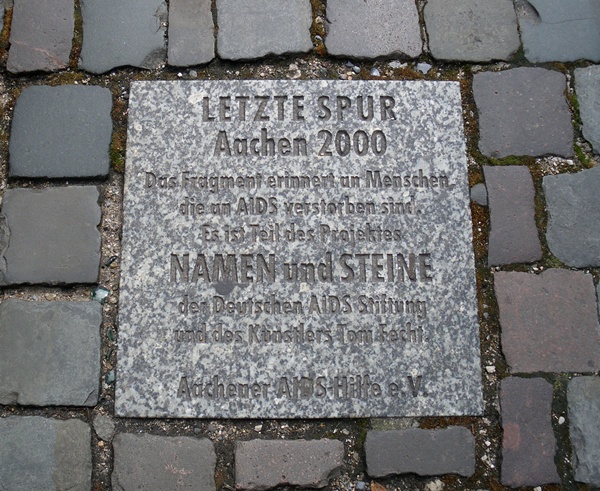 LETZTE SPUR
Aachen 2000
Das Fragment erinnert an Menschen,
die an AIDS verstorben sind.
Es ist Teil des Projektes
NAMEN und STEINE
der Deutschen AIDS Stiftung
und des Künstlers Tom Fecht.
Aachener AIDS-Hilfe e.V.